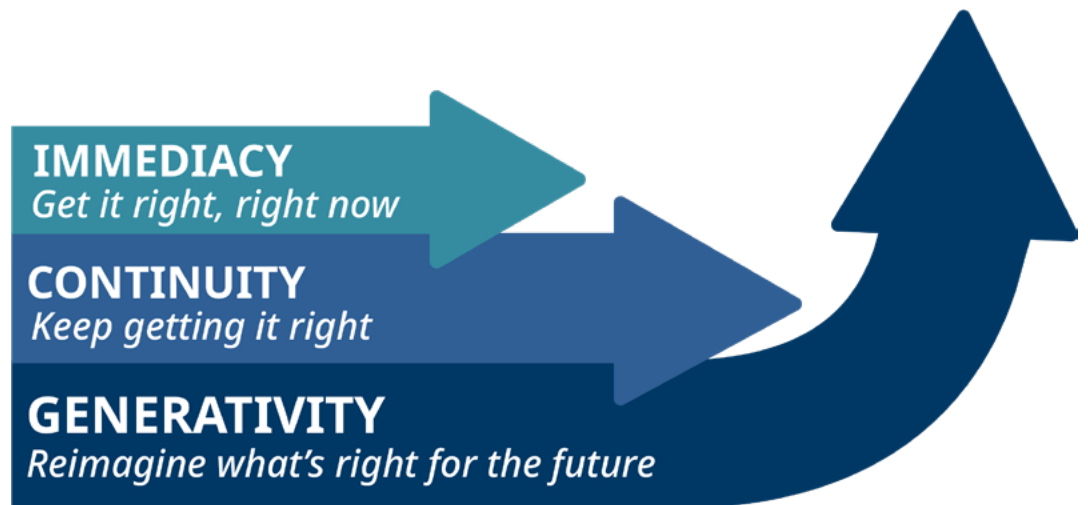 IMMEDIACY
Get it right, right now
CONTINUITY
Keep getting it right
GENERATIVITY
Reimagine what’s right for the future